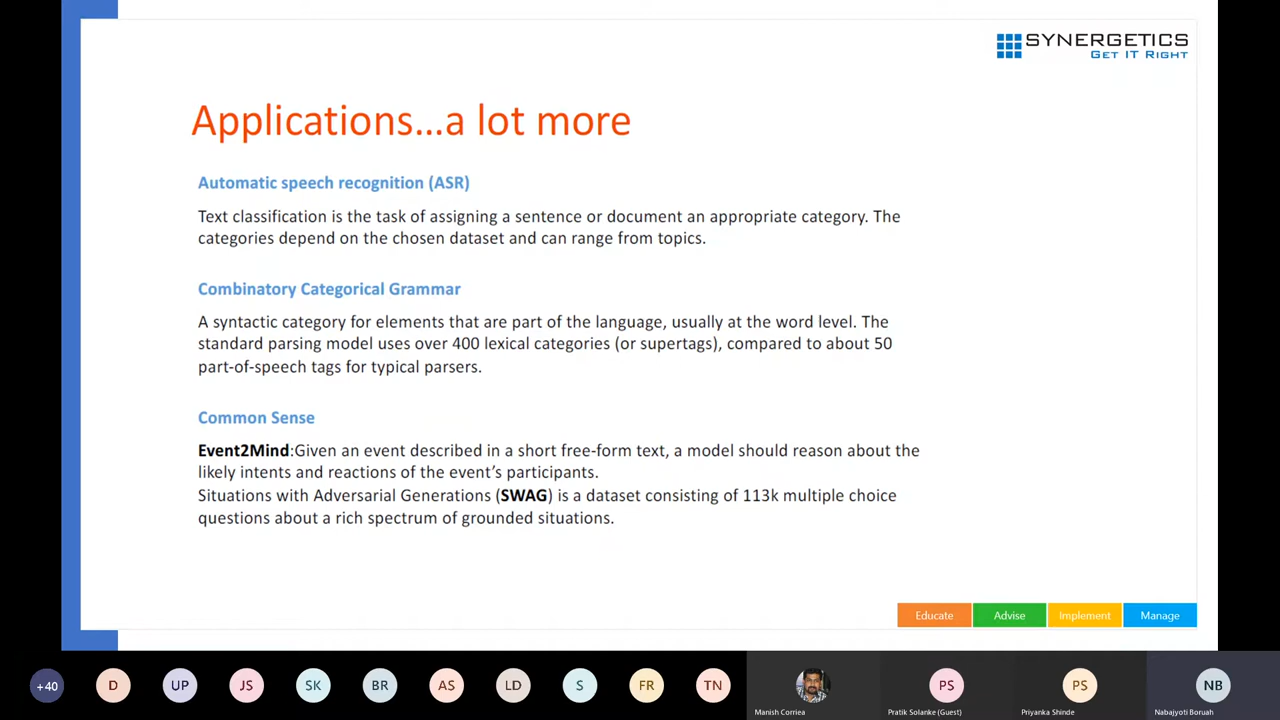 SYNERGETICS
GET IT RIGHT
Applications...a lot more
Automatic speech recognition (ASR)
Text classification is the task of assigning a sentence or document an appropriate category. The
categories depend on the chosen dataset and can range from topics.
Combinatory Categorical Grammar
A syntactic category for elements that are part of the language, usually at the word level. The
standard parsing model uses over 400 lexical categories (or supertags), compared to about 50
part-of-speech tags for typical parsers.
Common Sense
Event2Mind:Given an event described in a short free-form text, a model should reason about the
likely intents and reactions of the event's participants.
Situations with Adversarial Generations (SWAG) is a dataset consisting of 113k multiple choice
questions about a rich spectrum of grounded situations.
Educate Advise Implement Manage
+40 D UP JS SK BR AS LD S FR TN PS PS NB
Manish Corriea Pratik Solanke (Guest) Priyanka Shinde Nabajyoti Boruah